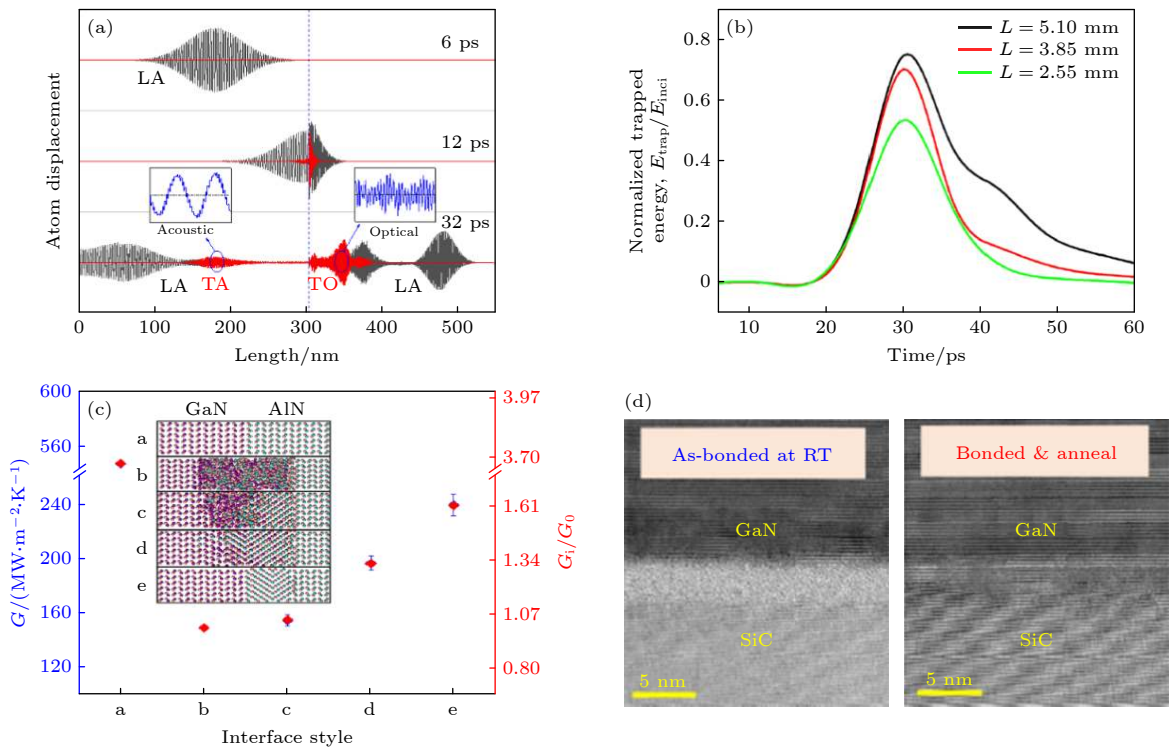 (a)
6 ps
LA
12 ps
32 ps
Acoustic
Optical
LA
TA
TO
LA
Atom displacement
0
100
200
300
400
500
Length/nm
(b)
L = 5.10 mm
L = 3.85 mm
L = 2.55 mm
0.8
0.6
0.4
0.2
0
Normalized trapped
energy, E_trap/E_inci
10
20
30
40
50
60
Time/ps
(c)
GaN AlN
a
b
c
d
e
600
560
240
200
160
120
G/(MW·m⁻²·K⁻¹)
3.97
3.70
1.61
1.34
1.07
0.80
G_i/G_0
a
b
c
d
e
Interface style
(d)
As-bonded at RT
GaN
SiC
5 nm
Bonded & anneal
GaN
SiC
5 nm